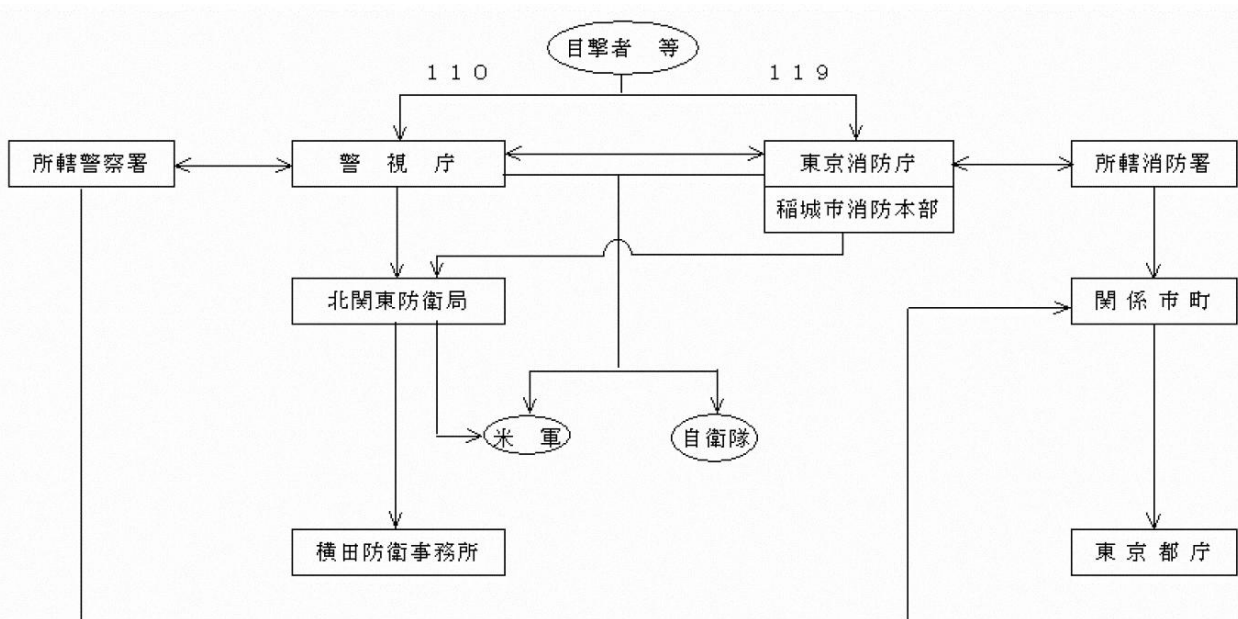 目撃者 等
110
119
所轄警察署
警視庁
東京消防庁
所轄消防署
稲城市消防本部
北関東防衛局
関係市町
米 軍
自衛隊
横田防衛事務所
東京都庁